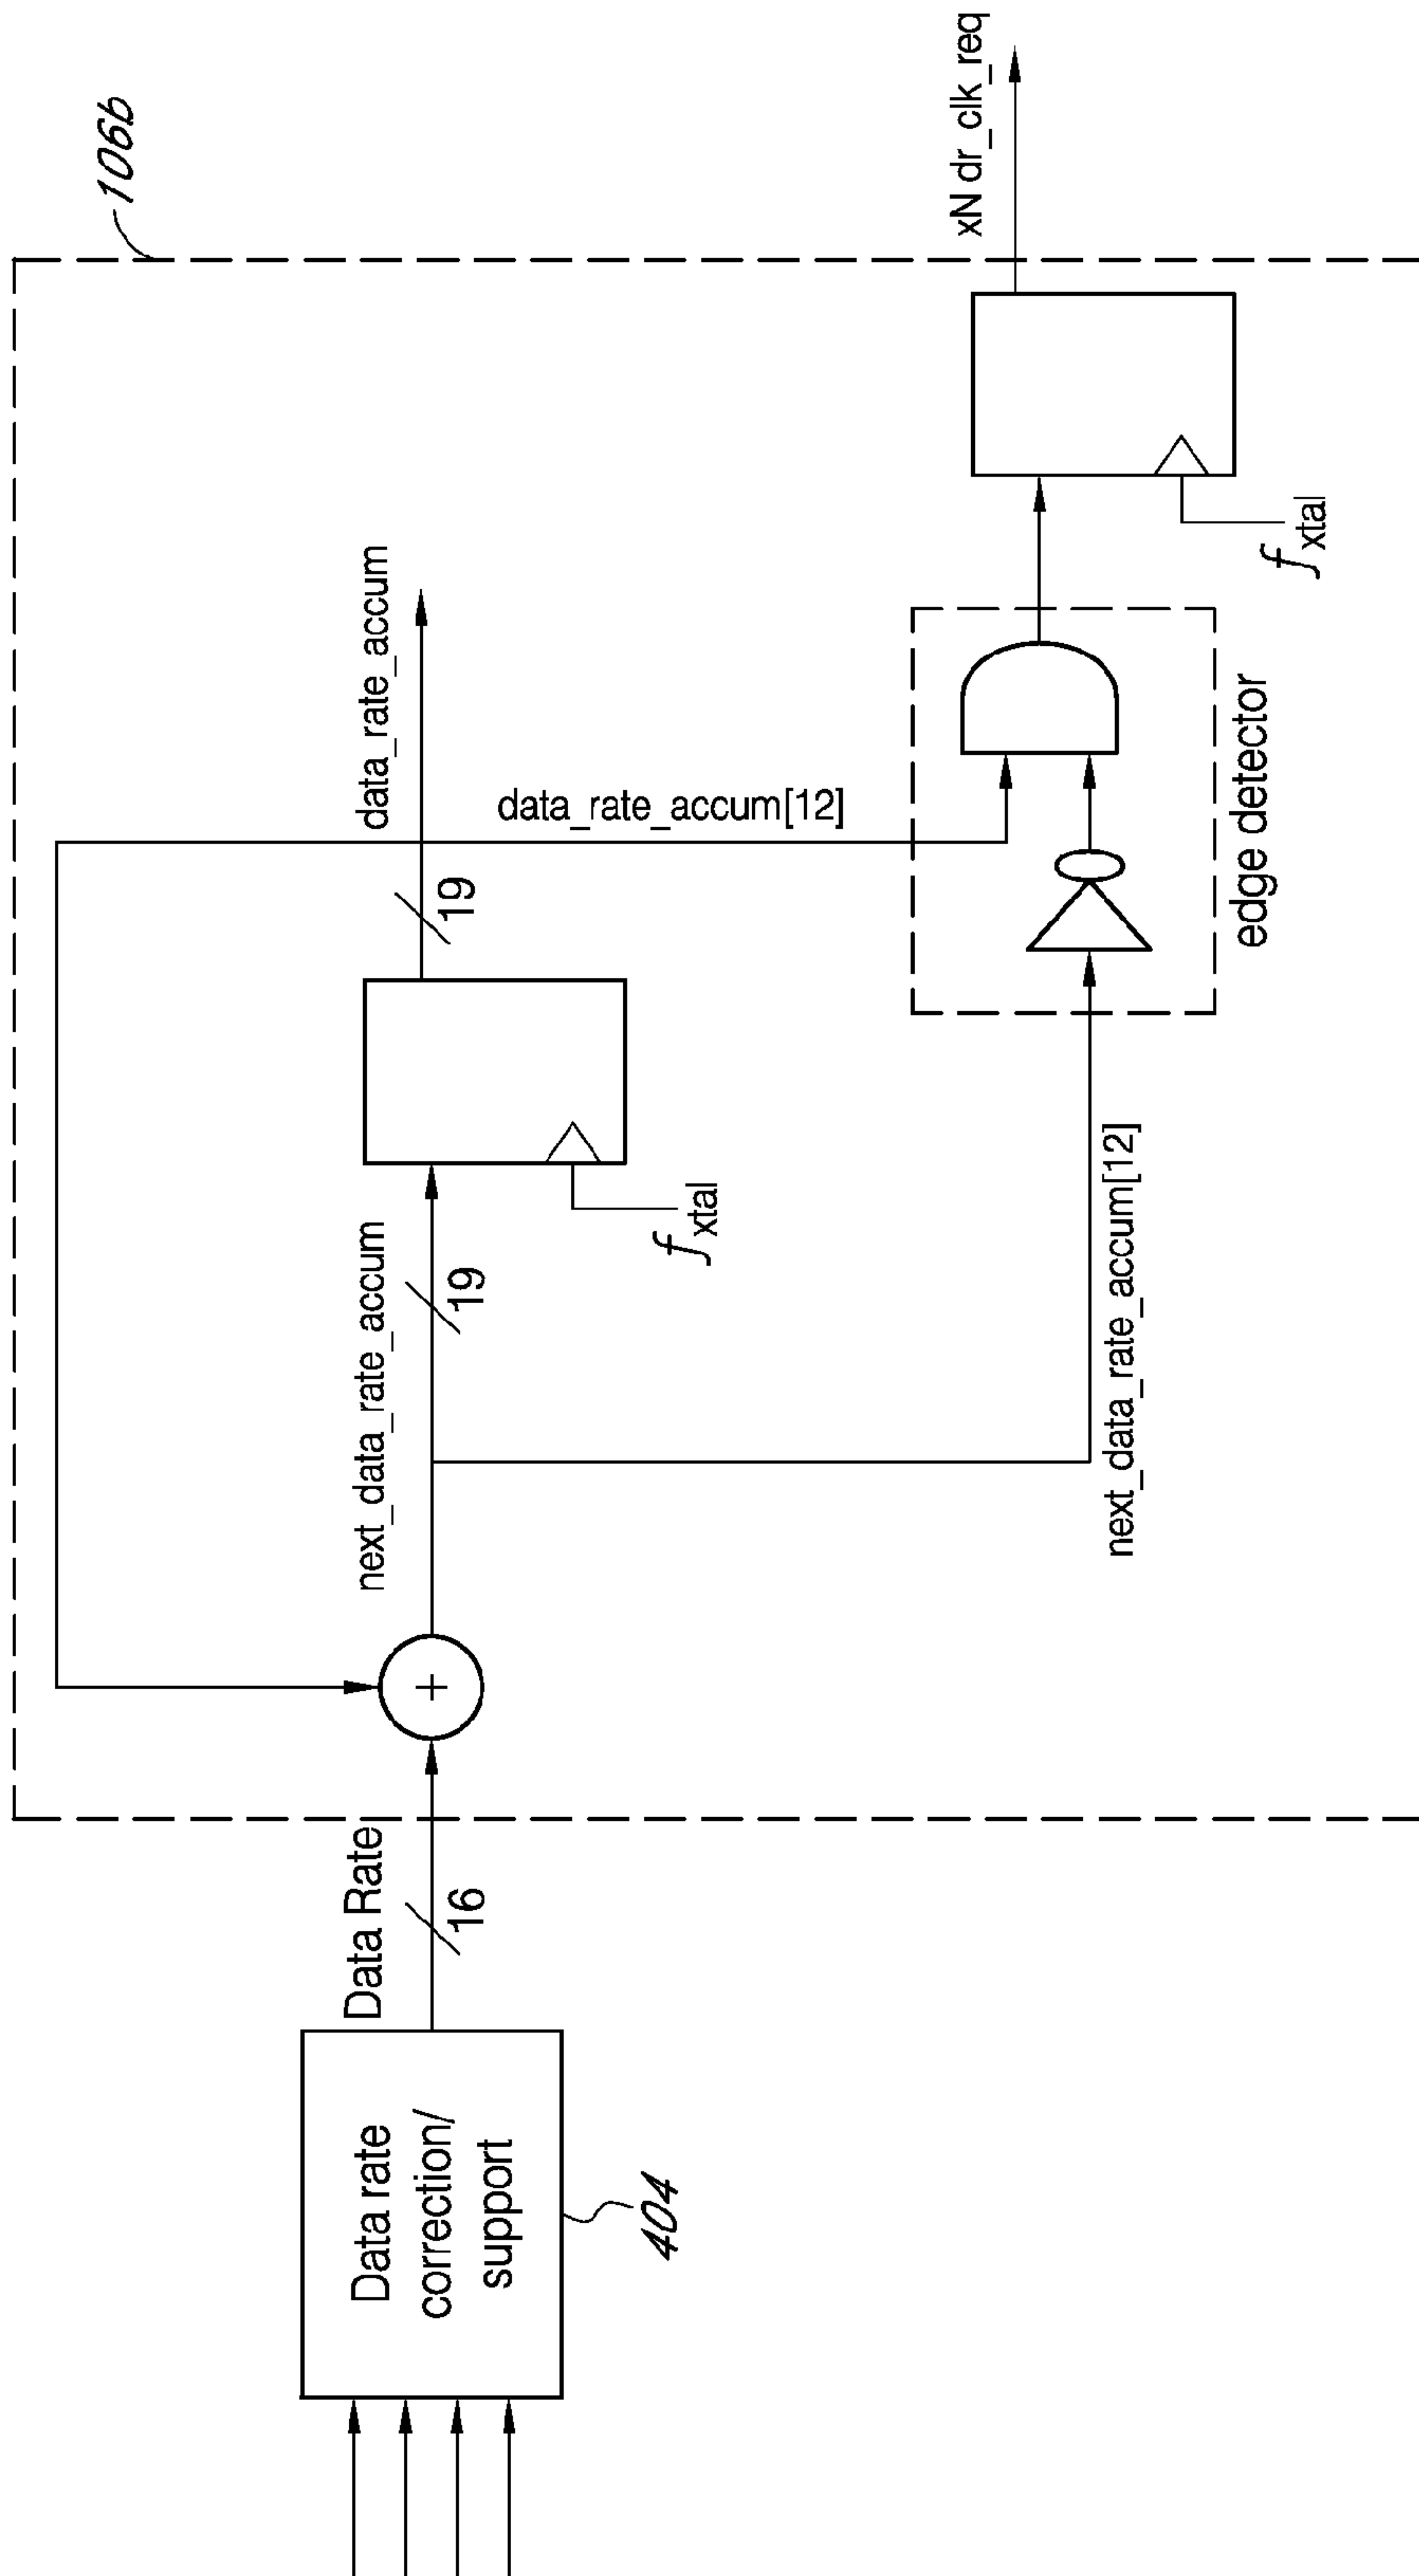 106b
Data rate
correction/
support
404
Data Rate
16
next_data_rate_accum
19
f xtal
19
data_rate_accum
data_rate_accum[12]
next_data_rate_accum[12]
edge detector
f xtal
xN dr_clk_req